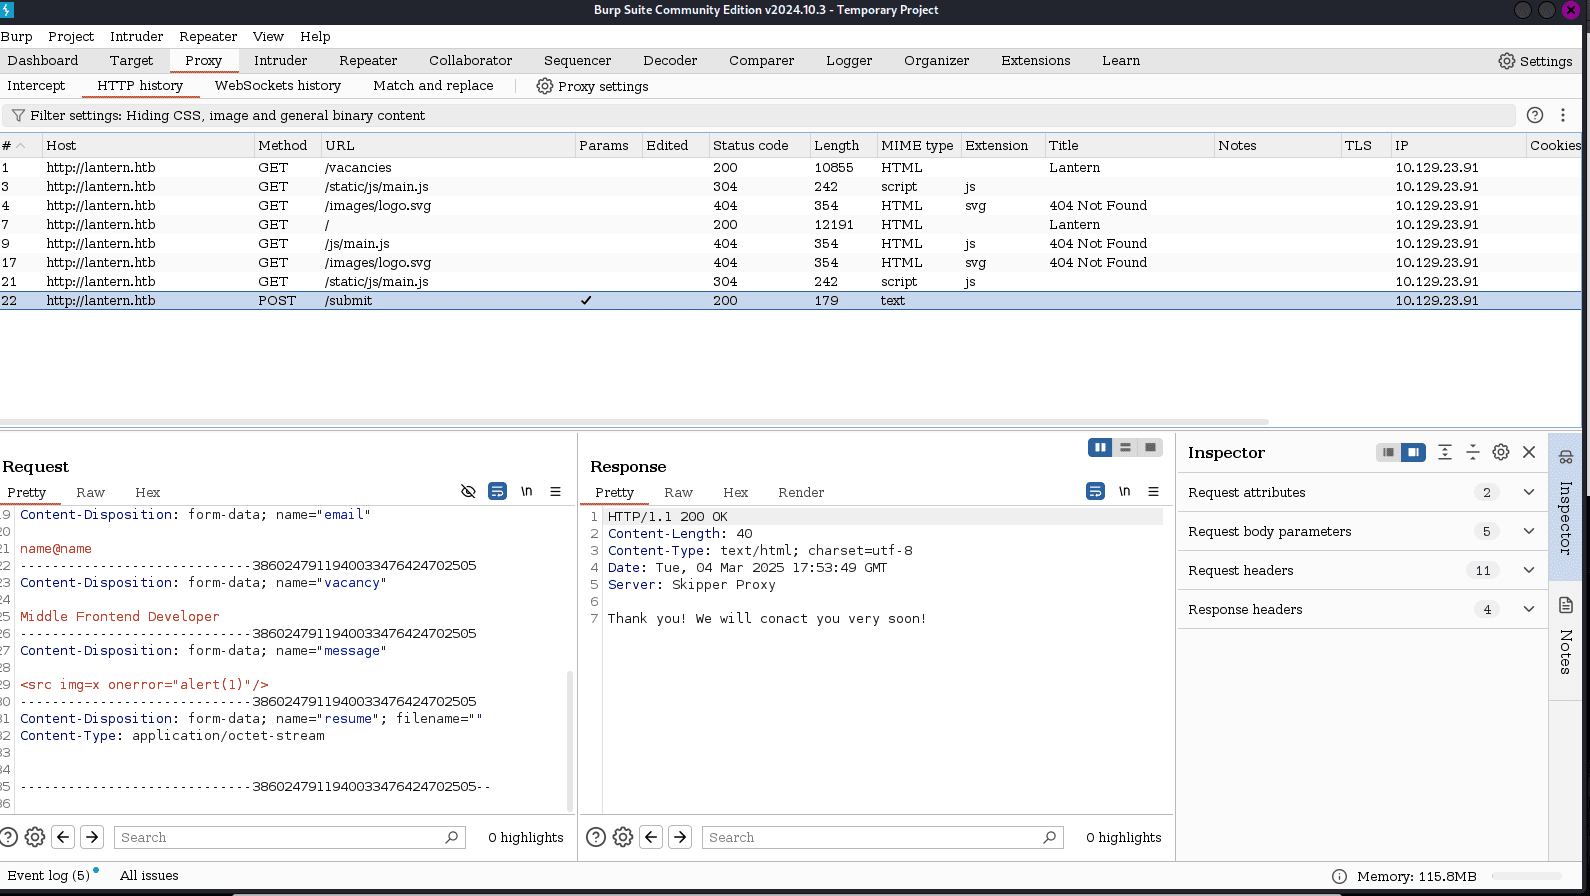 Burp Suite Community Edition v2024.10.3 - Temporary Project
Burp Project Intruder Repeater View Help
Dashboard Target Proxy Intruder Repeater Collaborator Sequencer Decoder Comparer Logger Organizer Extensions Learn Settings
Intercept HTTP history WebSockets history Match and replace Proxy settings
Filter settings: Hiding CSS, image and general binary content
# Host Method URL Params Edited Status code Length MIME type Extension Title Notes TLS IP Cookies
1 http://lantern.htb GET /vacancies 200 10855 HTML Lantern 10.129.23.91
3 http://lantern.htb GET /static/js/main.js 304 242 script js 10.129.23.91
4 http://lantern.htb GET /images/logo.svg 404 354 HTML svg 404 Not Found 10.129.23.91
7 http://lantern.htb GET / 200 12191 HTML Lantern 10.129.23.91
9 http://lantern.htb GET /js/main.js 404 354 HTML js 404 Not Found 10.129.23.91
17 http://lantern.htb GET /images/logo.svg 404 354 HTML svg 404 Not Found 10.129.23.91
21 http://lantern.htb GET /static/js/main.js 304 242 script js 10.129.23.91
22 http://lantern.htb POST /submit ✓ 200 179 text 10.129.23.91
Request
Pretty Raw Hex \n
19 Content-Disposition: form-data; name="email"
20
21 name@name
22 -----------------------------38602479119400334764247​02505
23 Content-Disposition: form-data; name="vacancy"
24
25 Middle Frontend Developer
26 -----------------------------3860247911940033476424702505
27 Content-Disposition: form-data; name="message"
28
29 <src img=x onerror="alert(1)"/>
30 -----------------------------3860247911940033476424702505
31 Content-Disposition: form-data; name="resume"; filename=""
32 Content-Type: application/octet-stream
33
34
35 -----------------------------3860247911940033476424702505--
36
Search 0 highlights
Response
Pretty Raw Hex Render \n
1 HTTP/1.1 200 OK
2 Content-Length: 40
3 Content-Type: text/html; charset=utf-8
4 Date: Tue, 04 Mar 2025 17:53:49 GMT
5 Server: Skipper Proxy
6
7 Thank you! We will conact you very soon!
Search 0 highlights
Inspector
Request attributes 2
Request body parameters 5
Request headers 11
Response headers 4
Inspector
Notes
Event log (5) All issues Memory: 115.8MB